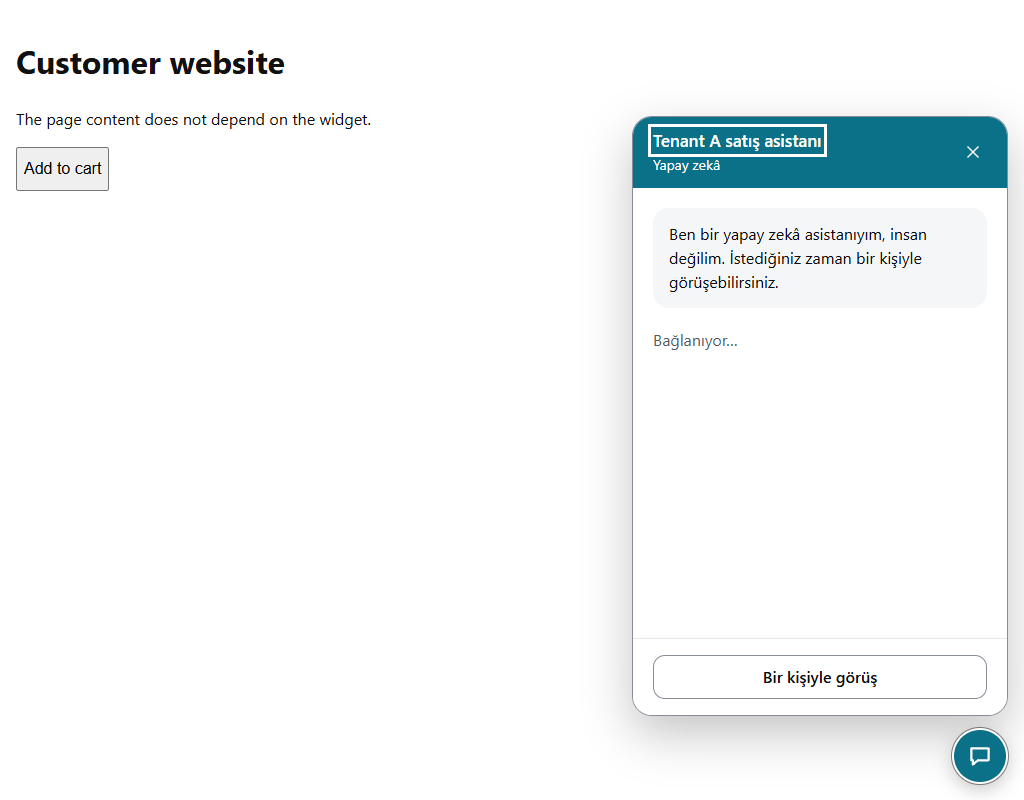 Customer website
The page content does not depend on the widget.
Add to cart
Tenant A satış asistanı
Yapay zekâ
Ben bir yapay zekâ asistanıyım, insan
değilim. İstediğiniz zaman bir kişiyle
görüşebilirsiniz.
Bağlanıyor...
Bir kişiyle görüş